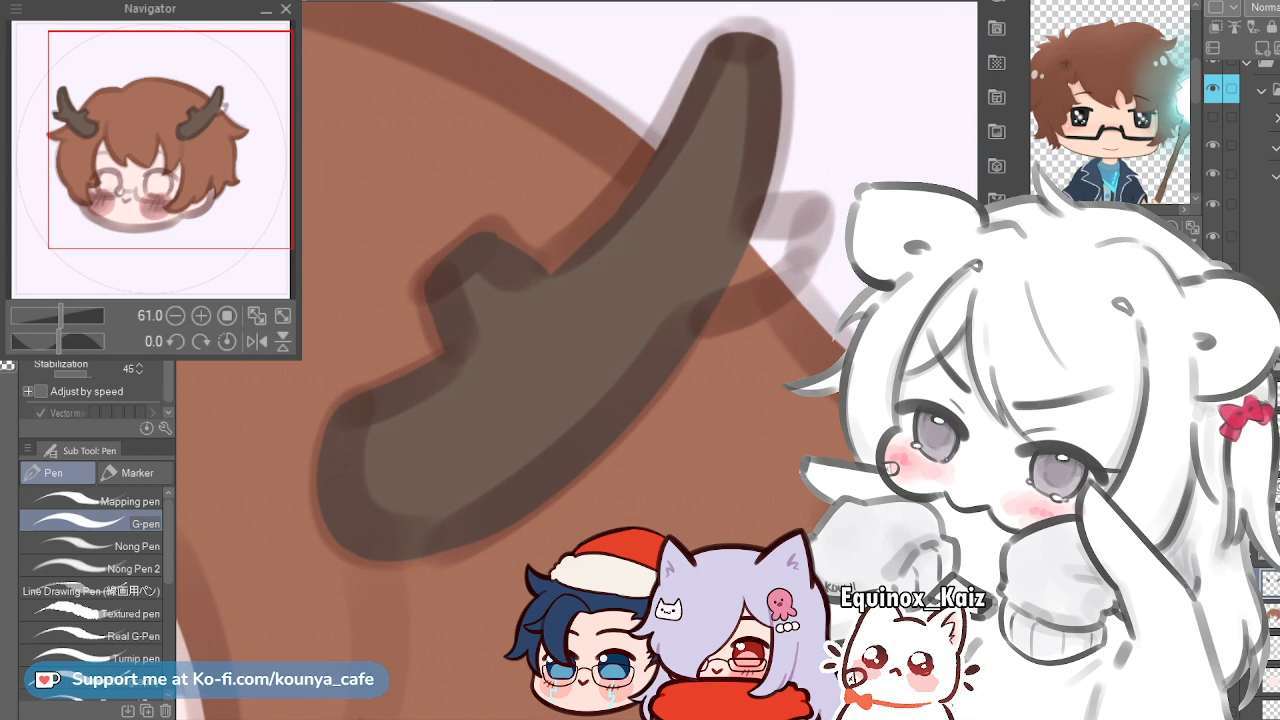 Navigator
61.0
0.0
Stabilization
45
Adjust by speed
Sub Tool: Pen
Pen
Marker
Mapping pen
G-pen
Nong Pen
Nong Pen 2
Line Drawing Pen (線画用ペン)
Textured pen
Real G-Pen
Turnip pen
Support me at Ko-fi.com/kounya_cafe
Equinox_Kaiz
Norma